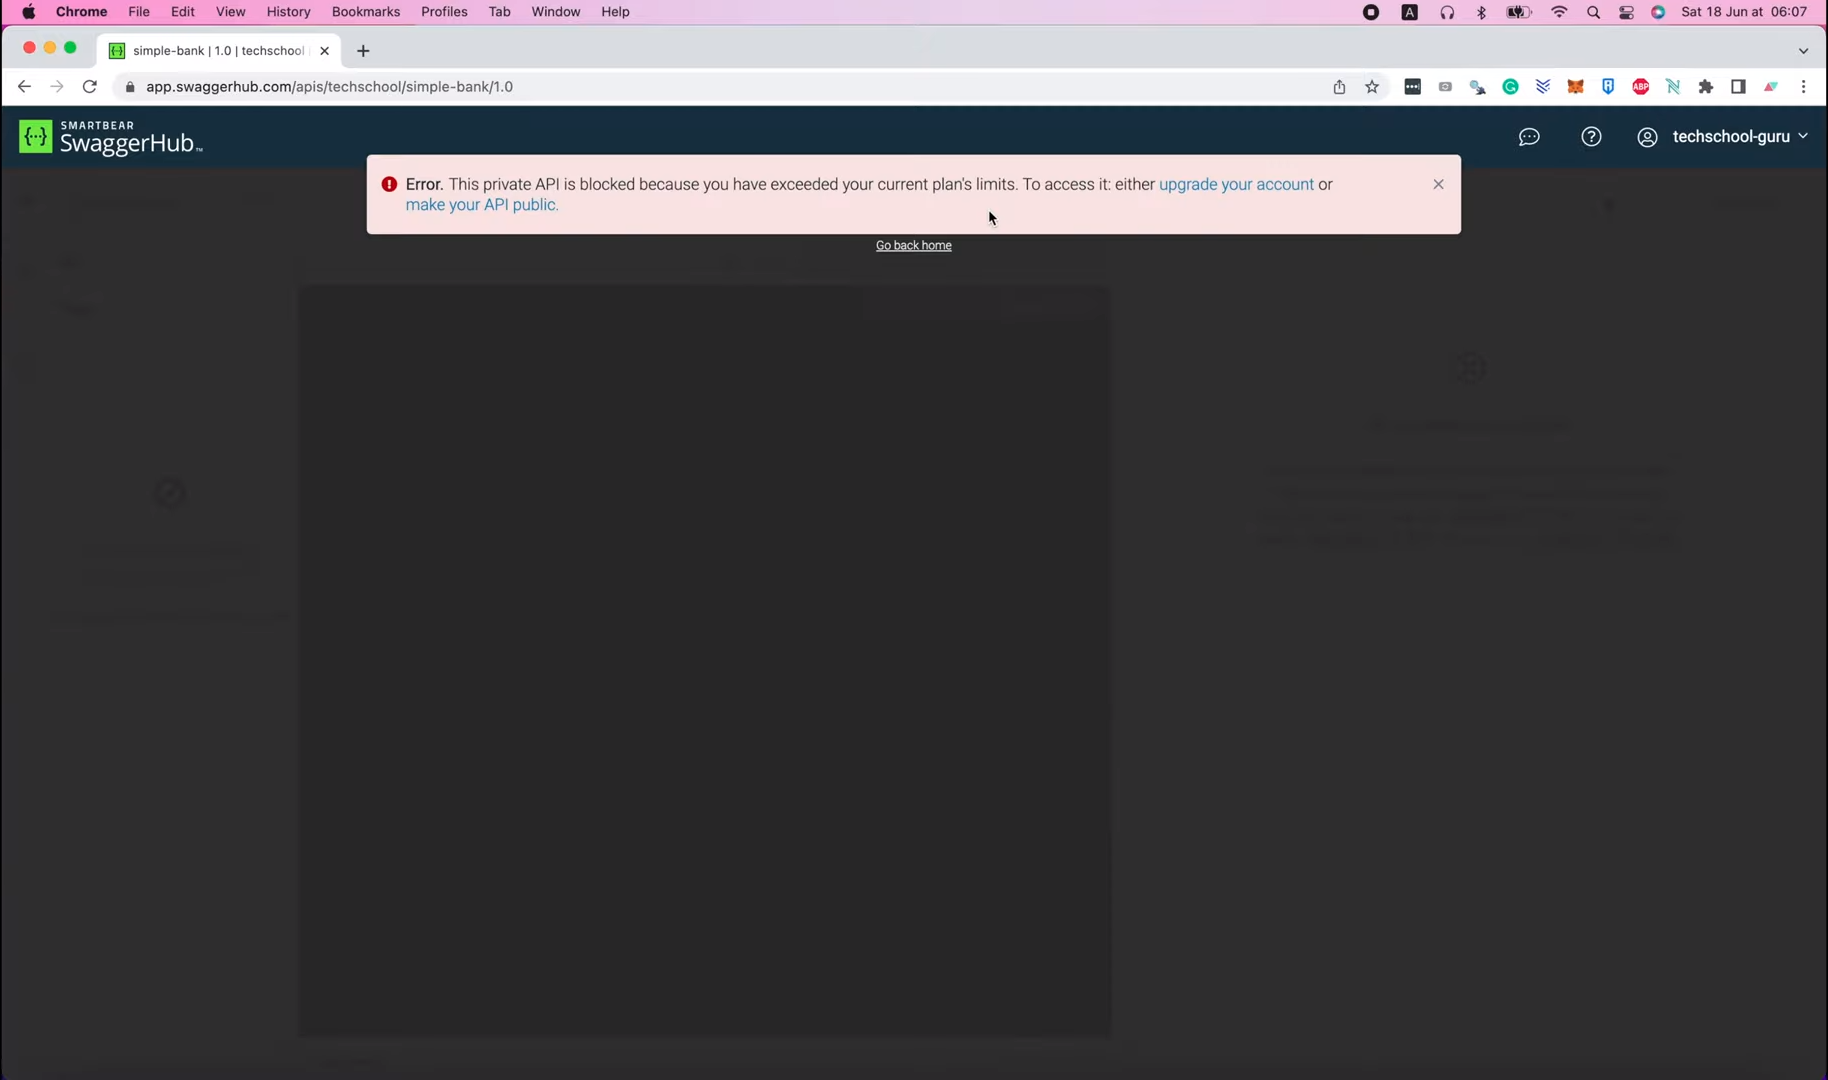 Chrome File Edit View History Bookmarks Profiles Tab Window Help
A
Sat 18 Jun at 06:07
simple-bank | 1.0 | techschool
app.swaggerhub.com/apis/techschool/simple-bank/1.0
ABP
SMARTBEAR
SwaggerHub™
techschool-guru
Error. This private API is blocked because you have exceeded your current plan's limits. To access it: either upgrade your account or
make your API public.
Go back home